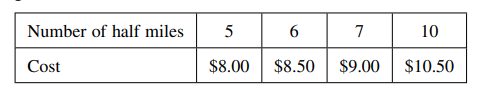 Number of half miles 5 6 7 10
Cost $8.00 $8.50 $9.00 $10.50